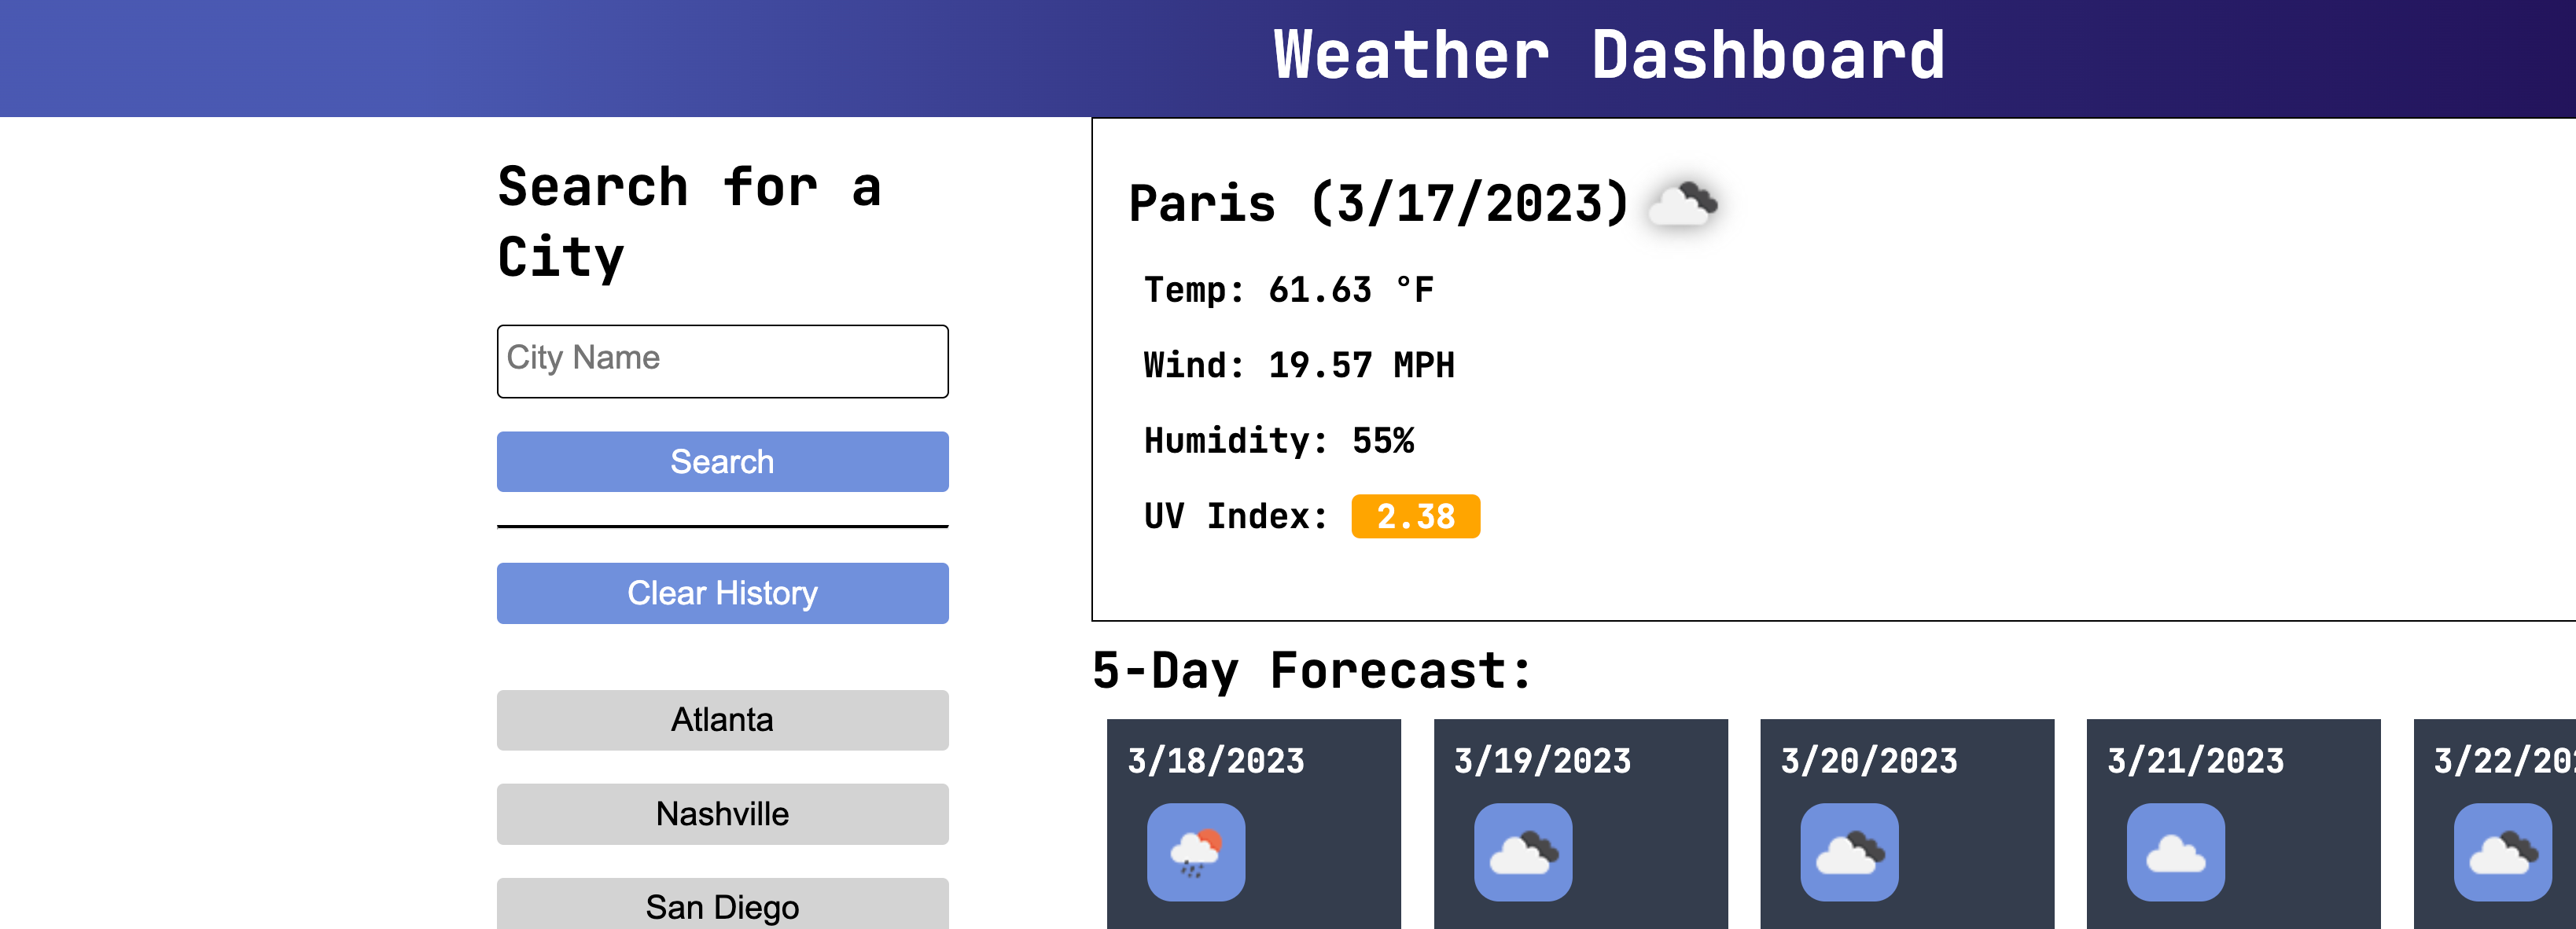 Weather Dashboard
Search for a
City
City Name
Search
Clear History
Atlanta
Nashville
San Diego
Paris (3/17/2023)
Temp: 61.63 °F
Wind: 19.57 MPH
Humidity: 55%
UV Index: 2.38
5-Day Forecast:
3/18/2023
3/19/2023
3/20/2023
3/21/2023
3/22/20